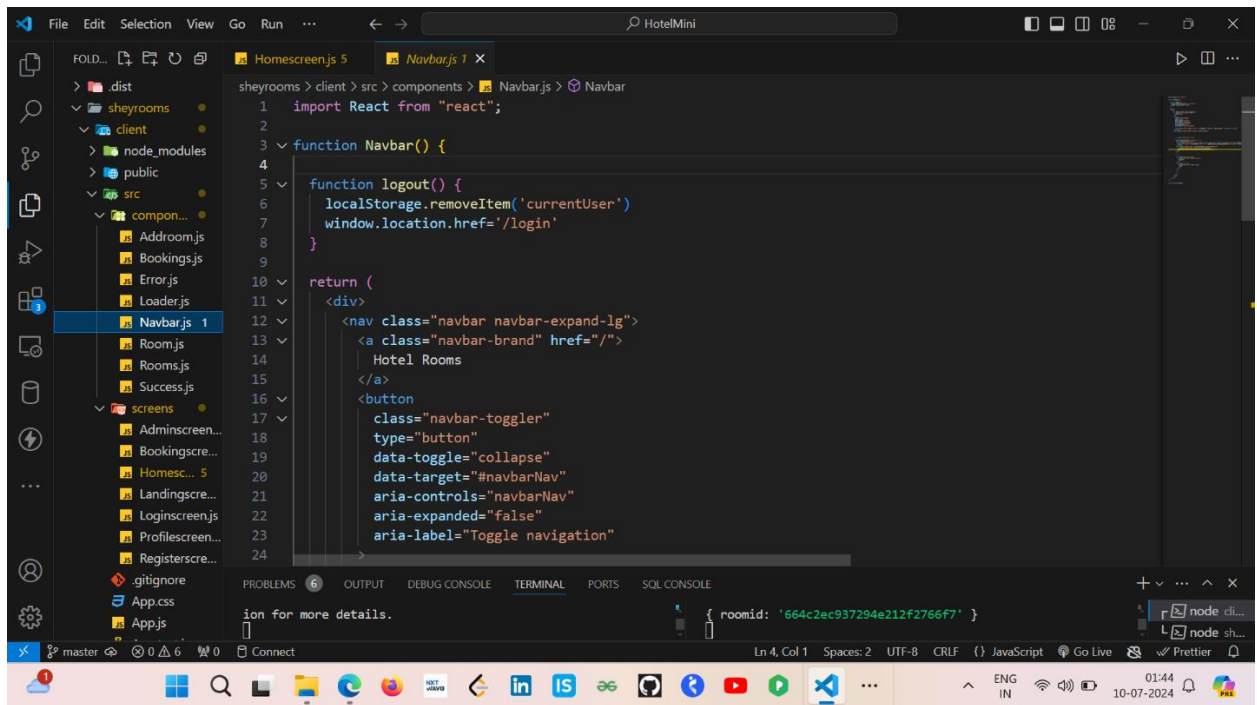 File Edit Selection View Go Run ··· HotelMini
FOLD...
Homescreen.js 5 Navbar.js 1
.dist
sheyrooms
client
node_modules
public
src
compon...
Addroom.js
Bookings.js
Error.js
Loader.js
Navbar.js 1
Room.js
Rooms.js
Success.js
screens
Adminscreen...
Bookingscre...
Homesc... 5
Landingscre...
Loginscreen.js
Profilescreen...
Registerscre...
.gitignore
App.css
App.js
3
sheyrooms > client > src > components > Navbar.js > Navbar
1 import React from "react";
2
3 function Navbar() {
4
5 function logout() {
6 localStorage.removeItem('currentUser')
7 window.location.href='/login'
8 }
9
10 return (
11 <div>
12 <nav class="navbar navbar-expand-lg">
13 <a class="navbar-brand" href="/">
14 Hotel Rooms
15 </a>
16 <button
17 class="navbar-toggler"
18 type="button"
19 data-toggle="collapse"
20 data-target="#navbarNav"
21 aria-controls="navbarNav"
22 aria-expanded="false"
23 aria-label="Toggle navigation"
24 >
PROBLEMS 6 OUTPUT DEBUG CONSOLE TERMINAL PORTS SQL CONSOLE
ion for more details.
{ roomid: '664c2ec937294e212f2766f7' }
node cli...
node sh...
master 0 6 0 Connect Ln 4, Col 1 Spaces: 2 UTF-8 CRLF {} JavaScript Go Live Prettier
1 NXT WAVE in IS ENG 01:44
IN 10-07-2024 PRE